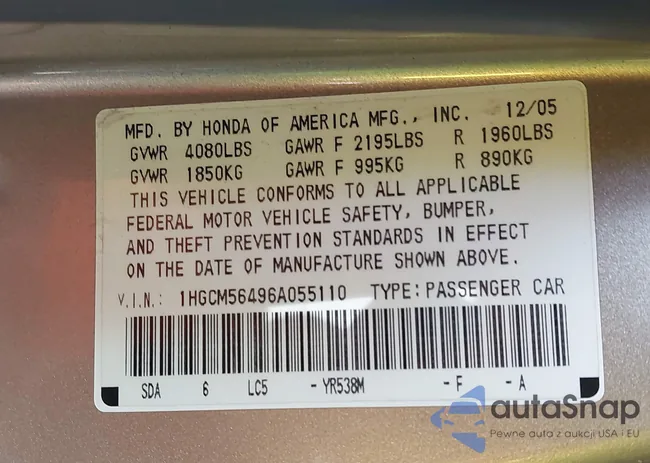 MFD. BY HONDA OF AMERICA MFG., INC. 12/05
GVWR 4080LBS GAWR F 2195LBS R 1960LBS
GVWR 1850KG GAWR F 995KG R 890KG
THIS VEHICLE CONFORMS TO ALL APPLICABLE
FEDERAL MOTOR VEHICLE SAFETY, BUMPER,
AND THEFT PREVENTION STANDARDS IN EFFECT
ON THE DATE OF MANUFACTURE SHOWN ABOVE.
V.I.N.: 1HGCM56496A055110 TYPE: PASSENGER CAR
SDA 6 LC5 -YR538M -F -A
autaSnap
Pewne auta z aukcji USA i EU